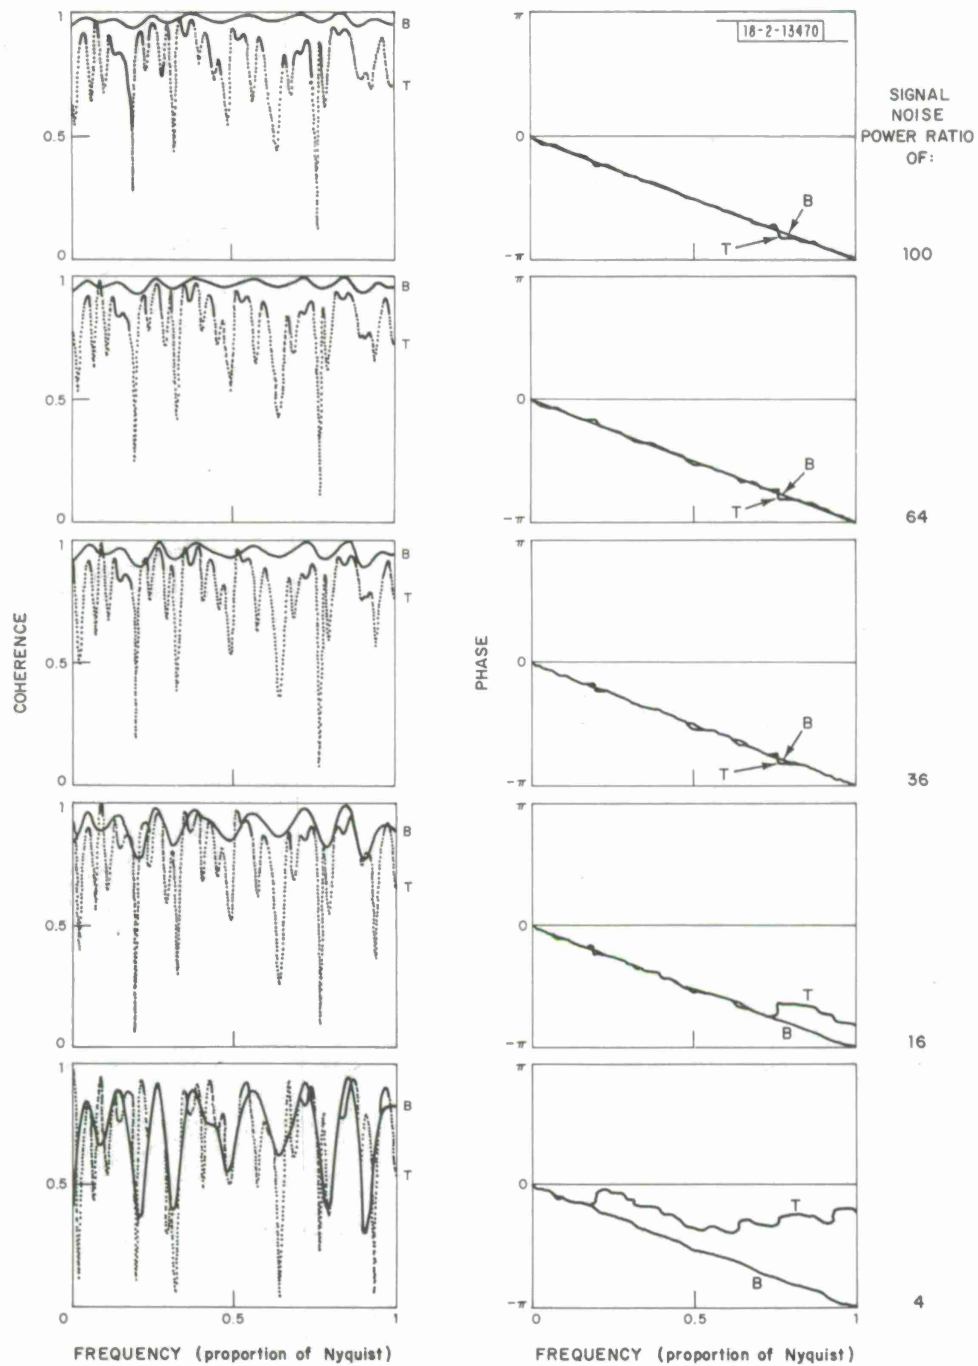 1
B
T
0.5
0
π
18-2-13470
0
B
T
-π
SIGNAL
NOISE
POWER RATIO
OF:
100
1
B
T
0.5
0
π
0
B
T
-π
64
1
B
T
0.5
0
π
0
B
T
-π
36
COHERENCE
PHASE
1
B
T
0.5
0
π
0
T
B
-π
16
1
B
T
0.5
0
0.5
1
π
0
T
B
-π
0
0.5
1
4
FREQUENCY (proportion of Nyquist)
FREQUENCY (proportion of Nyquist)